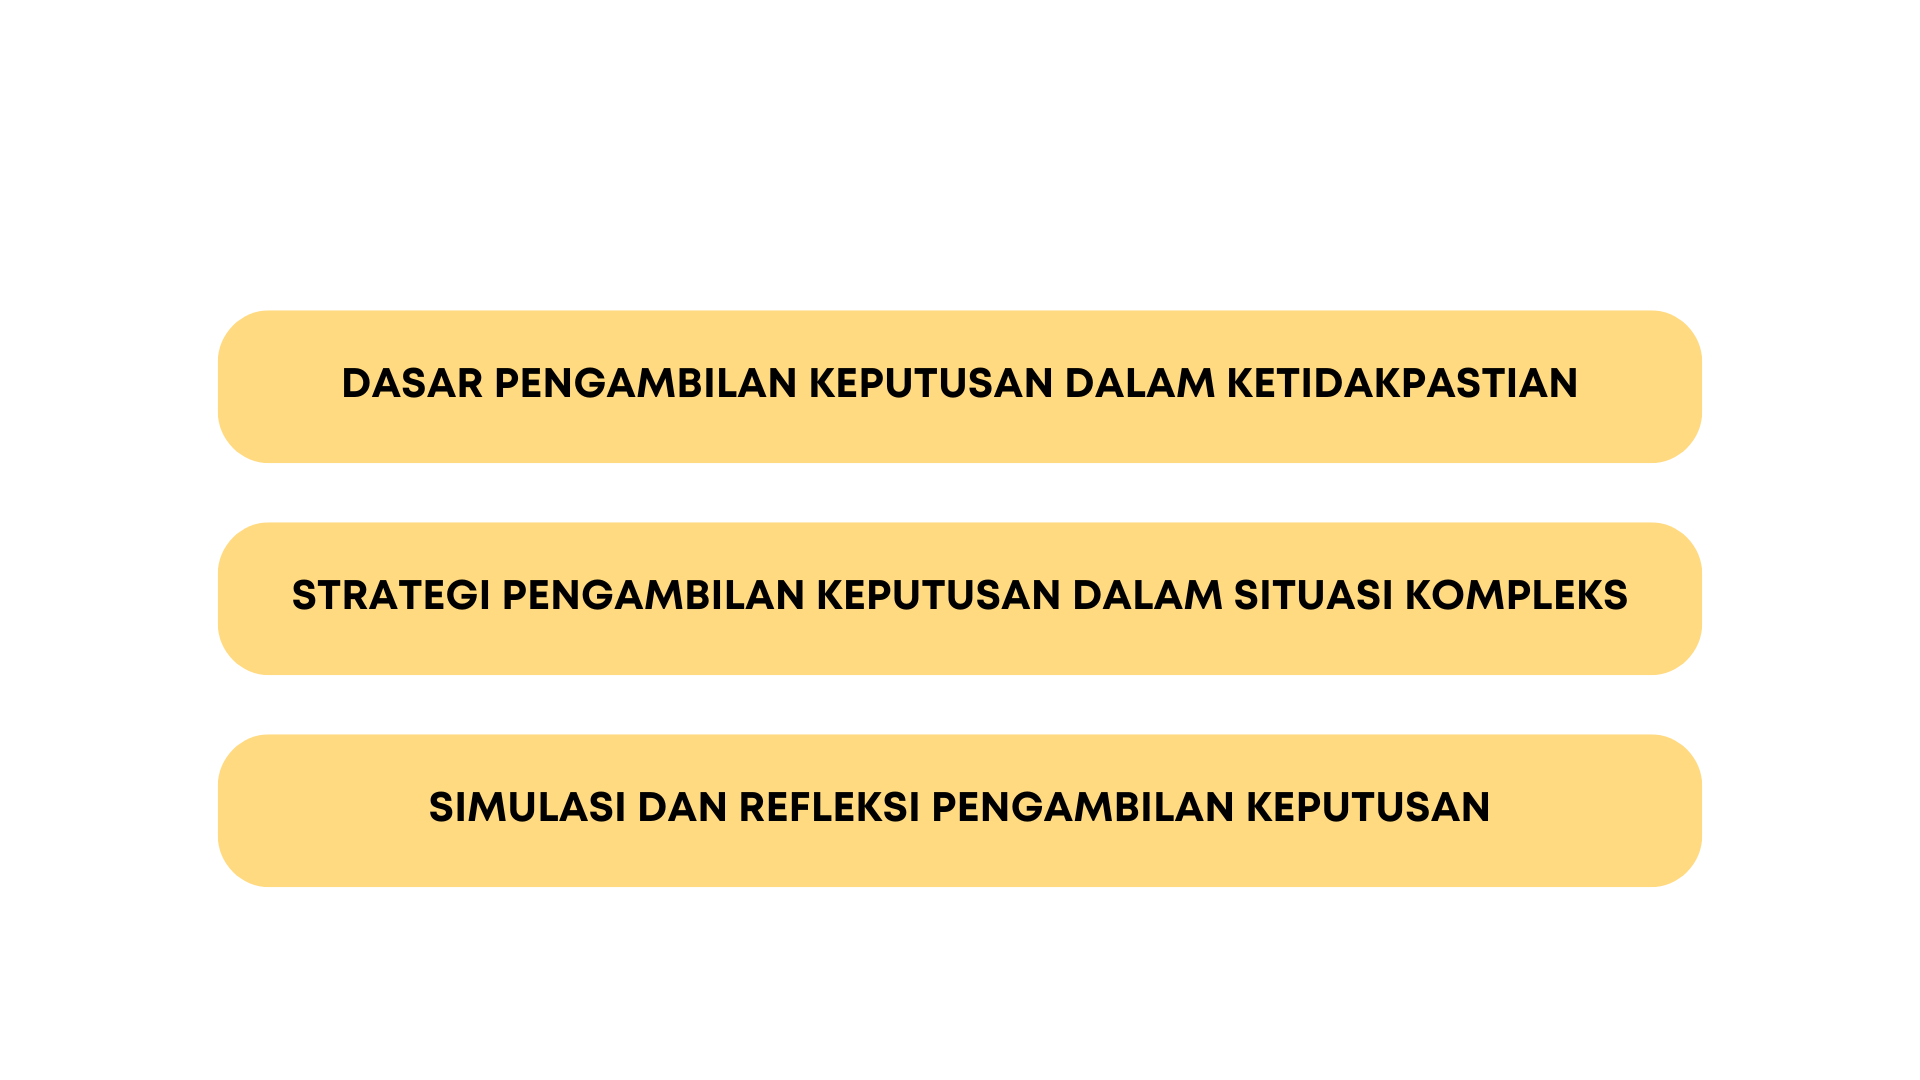 DASAR PENGAMBILAN KEPUTUSAN DALAM KETIDAKPASTIAN
STRATEGI PENGAMBILAN KEPUTUSAN DALAM SITUASI KOMPLEKS
SIMULASI DAN REFLEKSI PENGAMBILAN KEPUTUSAN